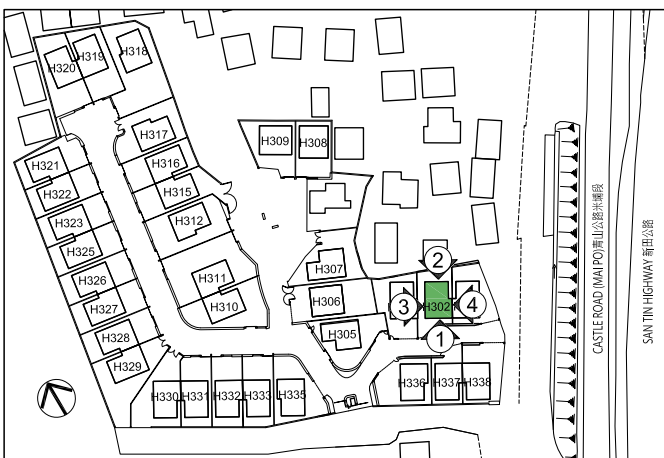 H320
H319
H318
H317
H316
H315
H312
H311
H310
H309
H308
H307
H306
H305
H321
H322
H323
H325
H326
H327
H328
H329
H330
H331
H332
H333
H335
H336
H337
H338
2
3
H302
4
1
CASTLE ROAD (MAI PO)青山公路米埔段
SAN TIN HIGHWAY 新田公路